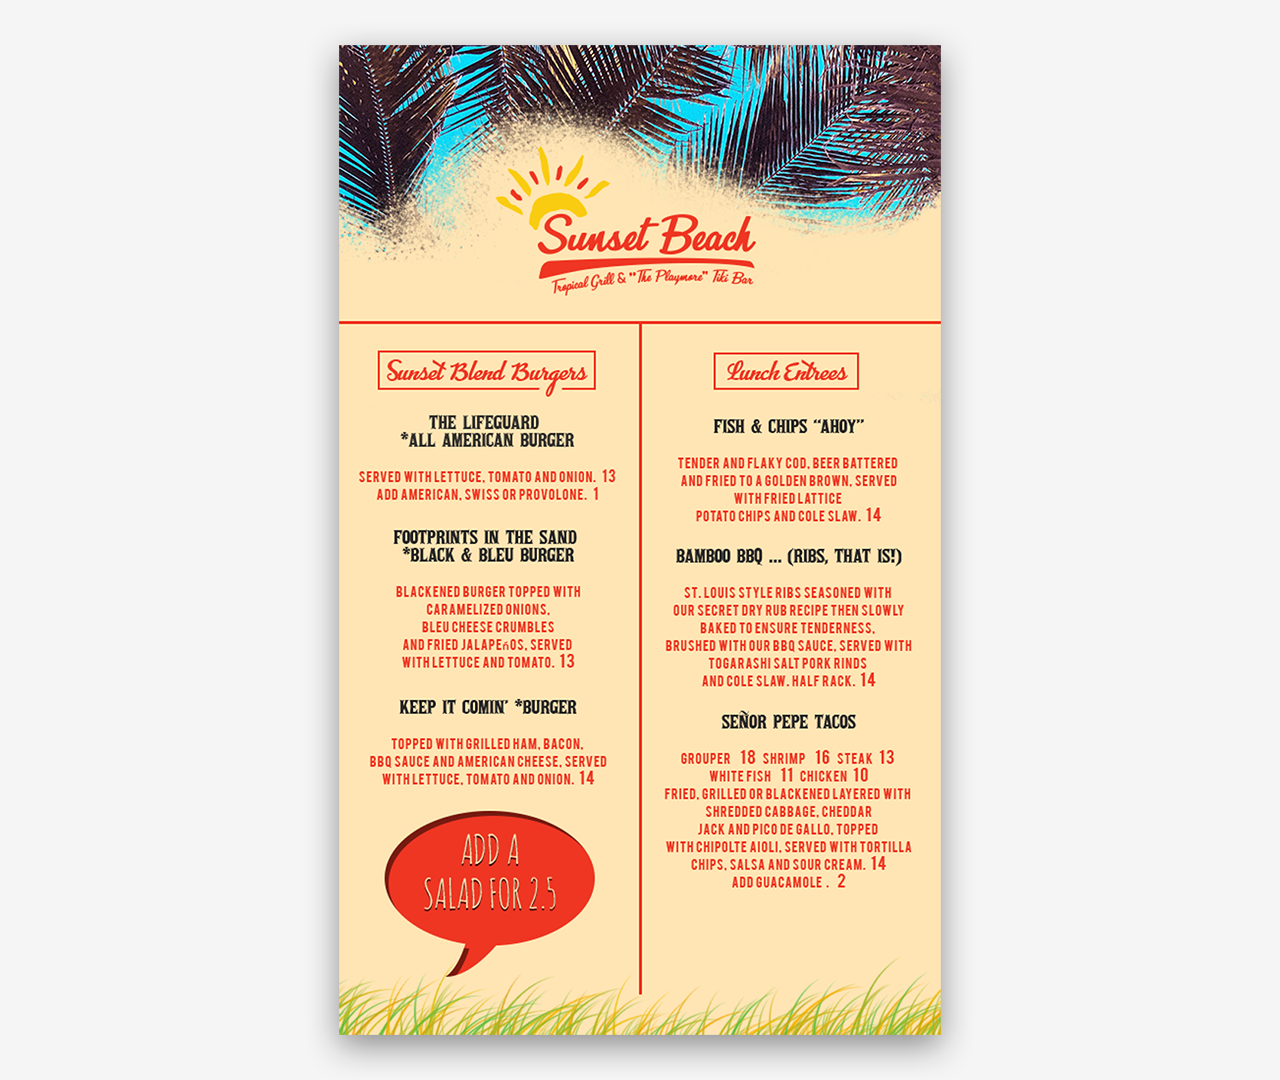 Sunset Beach
Tropical Grill & "The Playmore" Tiki Bar
Sunset Blend Burgers
THE LIFEGUARD
*ALL AMERICAN BURGER
SERVED WITH LETTUCE, TOMATO AND ONION. 13
ADD AMERICAN, SWISS OR PROVOLONE. 1
FOOTPRINTS IN THE SAND
*BLACK & BLEU BURGER
BLACKENED BURGER TOPPED WITH
CARAMELIZED ONIONS,
BLEU CHEESE CRUMBLES
AND FRIED JALAPEñOS, SERVED
WITH LETTUCE AND TOMATO. 13
KEEP IT COMIN' *BURGER
TOPPED WITH GRILLED HAM, BACON,
BBQ SAUCE AND AMERICAN CHEESE, SERVED
WITH LETTUCE, TOMATO AND ONION. 14
ADD A
SALAD FOR 2.5
Lunch Entrees
FISH & CHIPS “AHOY”
TENDER AND FLAKY COD, BEER BATTERED
AND FRIED TO A GOLDEN BROWN, SERVED
WITH FRIED LATTICE
POTATO CHIPS AND COLE SLAW. 14
BAMBOO BBQ ... (RIBS, THAT IS!)
ST. LOUIS STYLE RIBS SEASONED WITH
OUR SECRET DRY RUB RECIPE THEN SLOWLY
BAKED TO ENSURE TENDERNESS,
BRUSHED WITH OUR BBQ SAUCE, SERVED WITH
TOGARASHI SALT PORK RINDS
AND COLE SLAW. HALF RACK. 14
SEÑOR PEPE TACOS
GROUPER 18 SHRIMP 16 STEAK 13
WHITE FISH 11 CHICKEN 10
FRIED, GRILLED OR BLACKENED LAYERED WITH
SHREDDED CABBAGE, CHEDDAR
JACK AND PICO DE GALLO, TOPPED
WITH CHIPOLTE AIOLI, SERVED WITH TORTILLA
CHIPS, SALSA AND SOUR CREAM. 14
ADD GUACAMOLE . 2